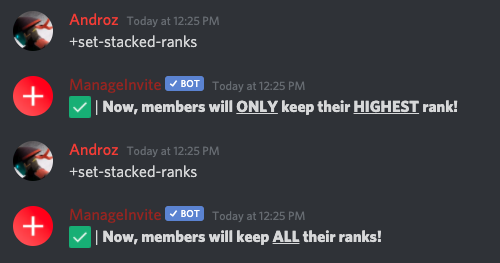 Androz Today at 12:25 PM
+set-stacked-ranks
ManageInvite ✓ BOT Today at 12:25 PM
✅ | Now, members will ONLY keep their HIGHEST rank!
Androz Today at 12:25 PM
+set-stacked-ranks
ManageInvite ✓ BOT Today at 12:25 PM
✅ | Now, members will keep ALL their ranks!